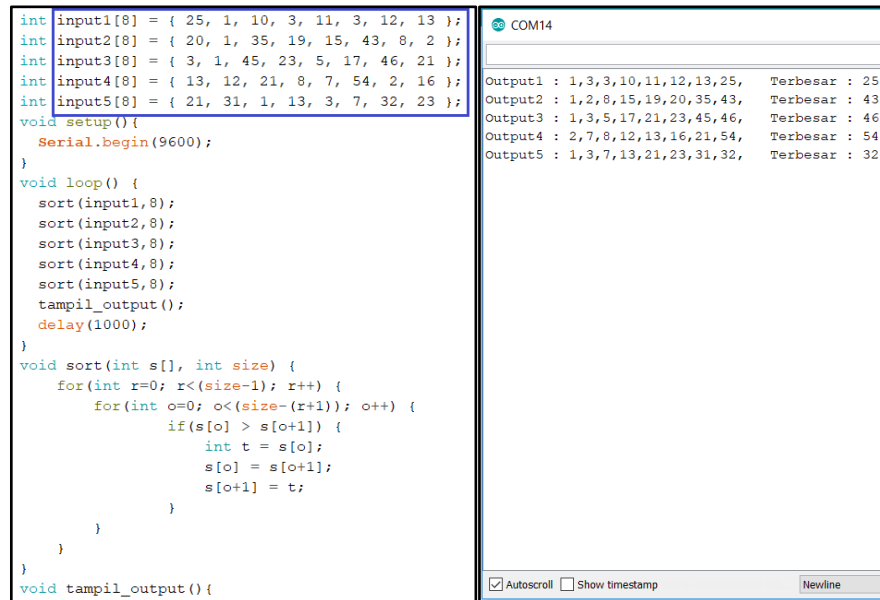 int input1[8] = { 25, 1, 10, 3, 11, 3, 12, 13 };
int input2[8] = { 20, 1, 35, 19, 15, 43, 8, 2 };
int input3[8] = { 3, 1, 45, 23, 5, 17, 46, 21 };
int input4[8] = { 13, 12, 21, 8, 7, 54, 2, 16 };
int input5[8] = { 21, 31, 1, 13, 3, 7, 32, 23 };
void setup(){
  Serial.begin(9600);
}
void loop() {
  sort(input1,8);
  sort(input2,8);
  sort(input3,8);
  sort(input4,8);
  sort(input5,8);
  tampil_output();
  delay(1000);
}
void sort(int s[], int size) {
    for(int r=0; r<(size-1); r++) {
        for(int o=0; o<(size-(r+1)); o++) {
                if(s[o] > s[o+1]) {
                    int t = s[o];
                    s[o] = s[o+1];
                    s[o+1] = t;
                }
        }
    }
}
void tampil_output(){
COM14
Output1 : 1,3,3,10,11,12,13,25,   Terbesar : 25
Output2 : 1,2,8,15,19,20,35,43,   Terbesar : 43
Output3 : 1,3,5,17,21,23,45,46,   Terbesar : 46
Output4 : 2,7,8,12,13,16,21,54,   Terbesar : 54
Output5 : 1,3,7,13,21,23,31,32,   Terbesar : 32
Autoscroll Show timestamp Newline